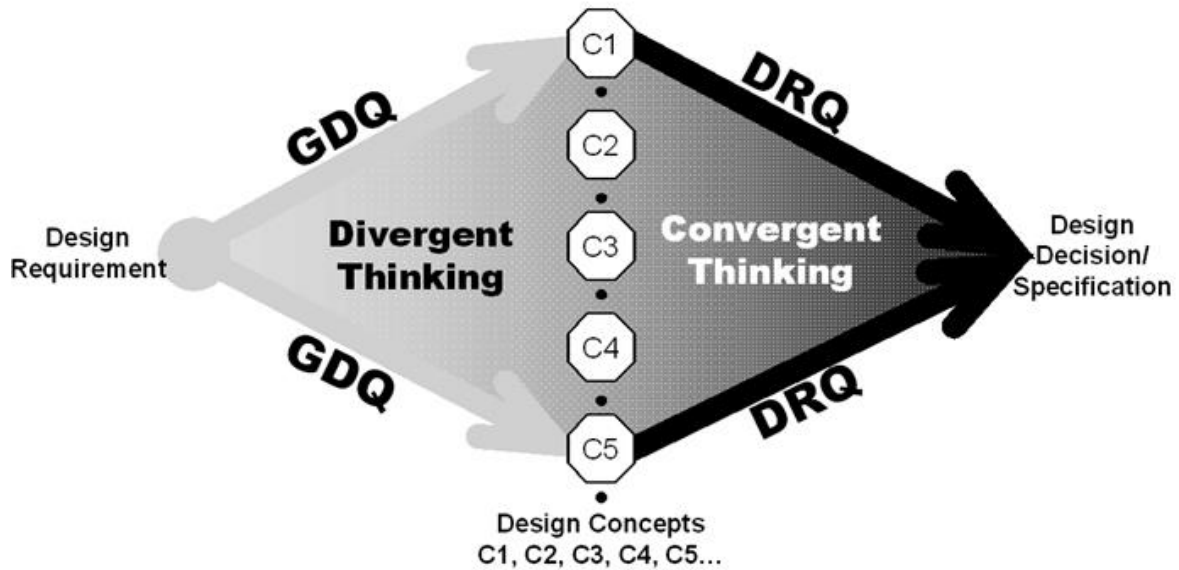 C1
GDQ
DRQ
C2
Design
Requirement
Divergent
Thinking
C3
Convergent
Thinking
Design
Decision/
Specification
C4
GDQ
DRQ
C5
Design Concepts
C1, C2, C3, C4, C5...